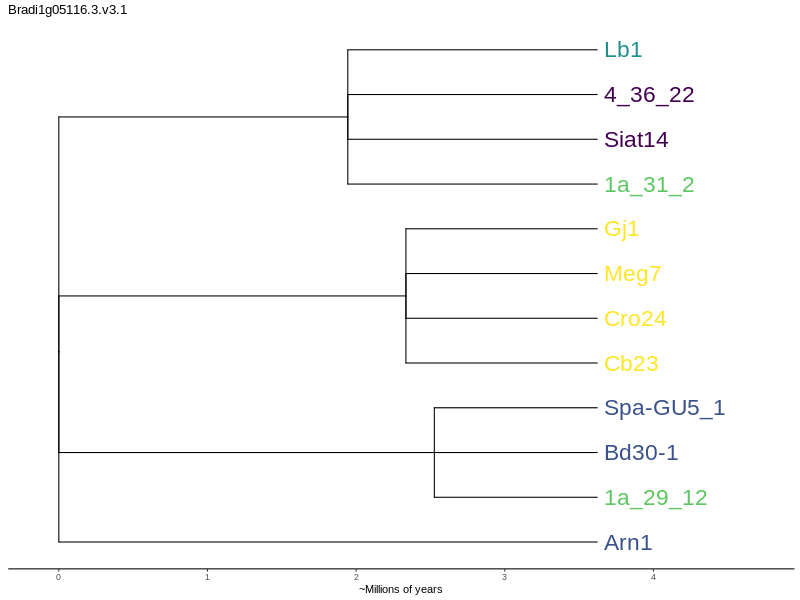 Bradi1g05116.3.v3.1
Lb1
4_36_22
Siat14
1a_31_2
Gj1
Meg7
Cro24
Cb23
Spa-GU5_1
Bd30-1
1a_29_12
Arn1
0 1 2 3 4
~Millions of years